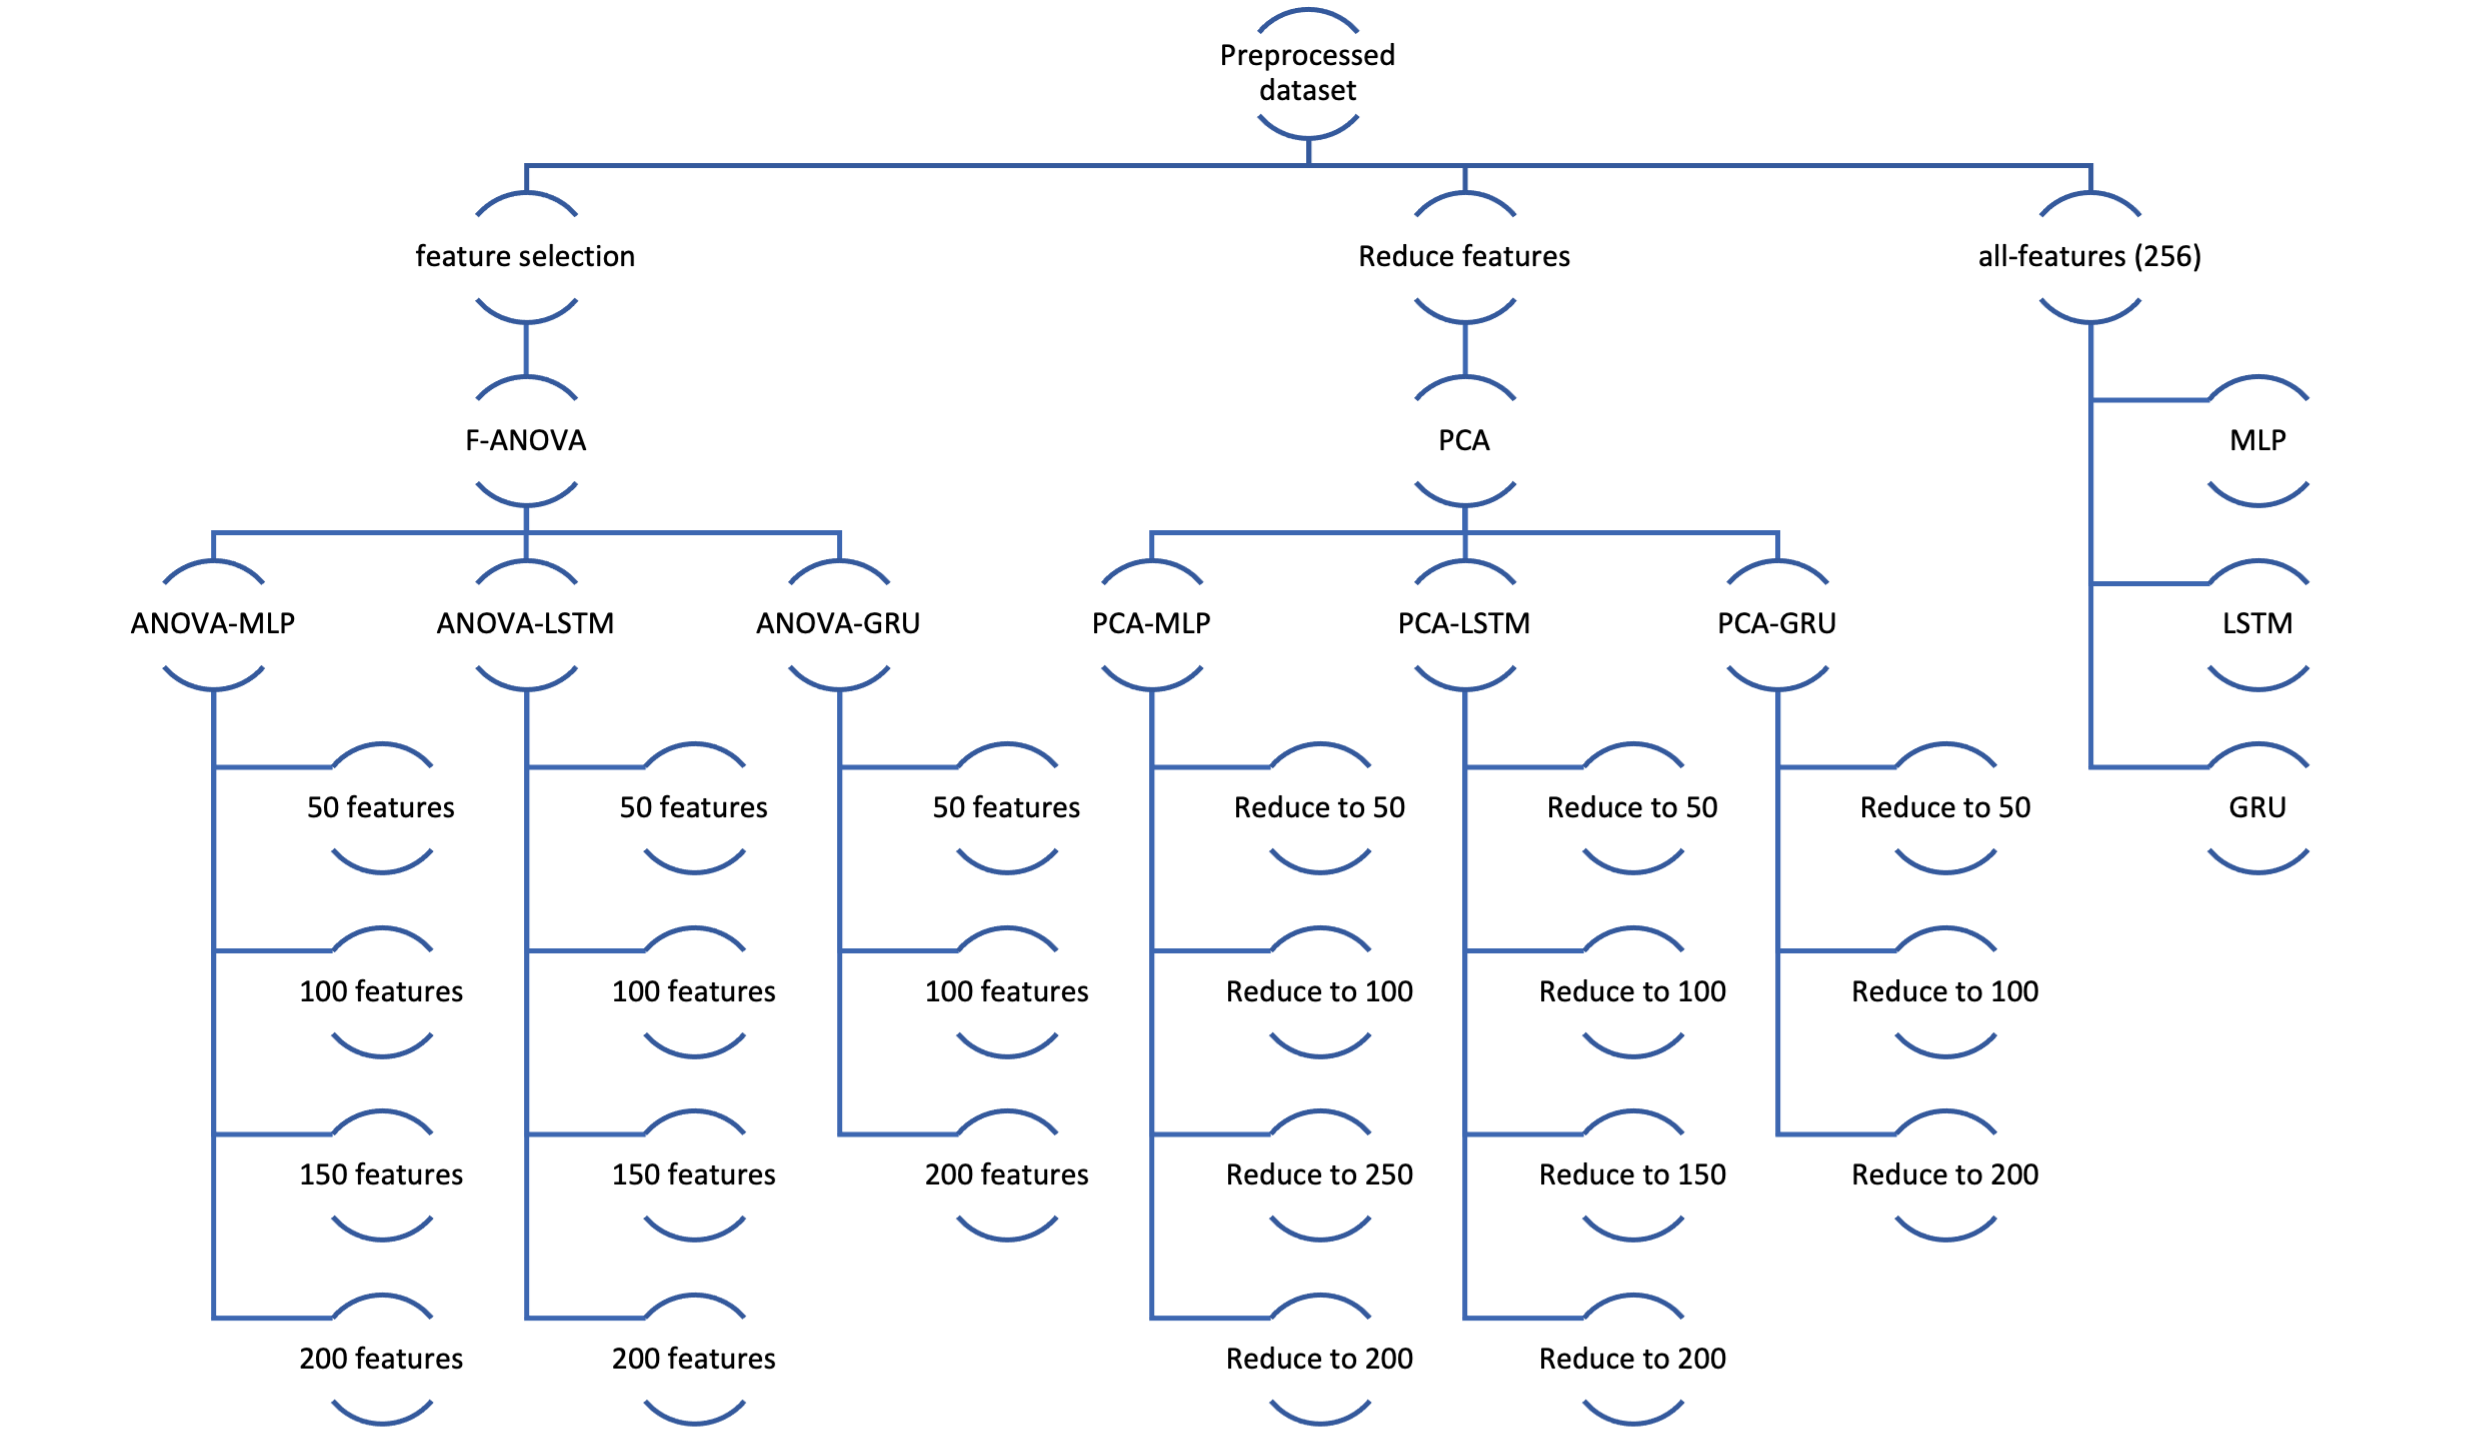 Preprocessed
dataset
feature selection
Reduce features
all-features (256)
F-ANOVA
PCA
MLP
ANOVA-MLP
ANOVA-LSTM
ANOVA-GRU
PCA-MLP
PCA-LSTM
PCA-GRU
LSTM
50 features
50 features
50 features
Reduce to 50
Reduce to 50
Reduce to 50
GRU
100 features
100 features
100 features
Reduce to 100
Reduce to 100
Reduce to 100
150 features
150 features
200 features
Reduce to 250
Reduce to 150
Reduce to 200
200 features
200 features
Reduce to 200
Reduce to 200